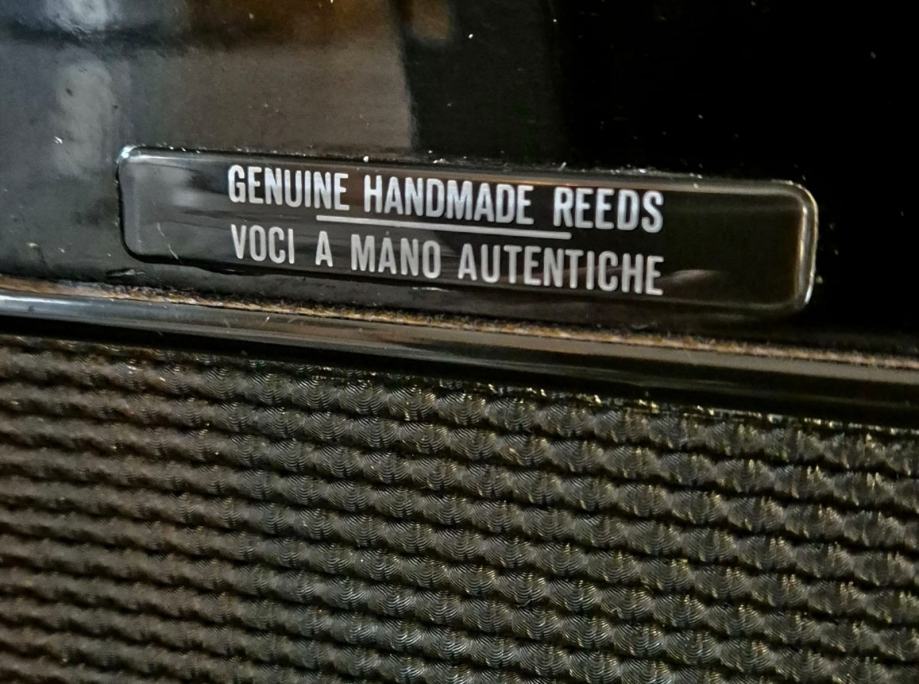 GENUINE HANDMADE REEDS
VOCI A MANO AUTENTICHE